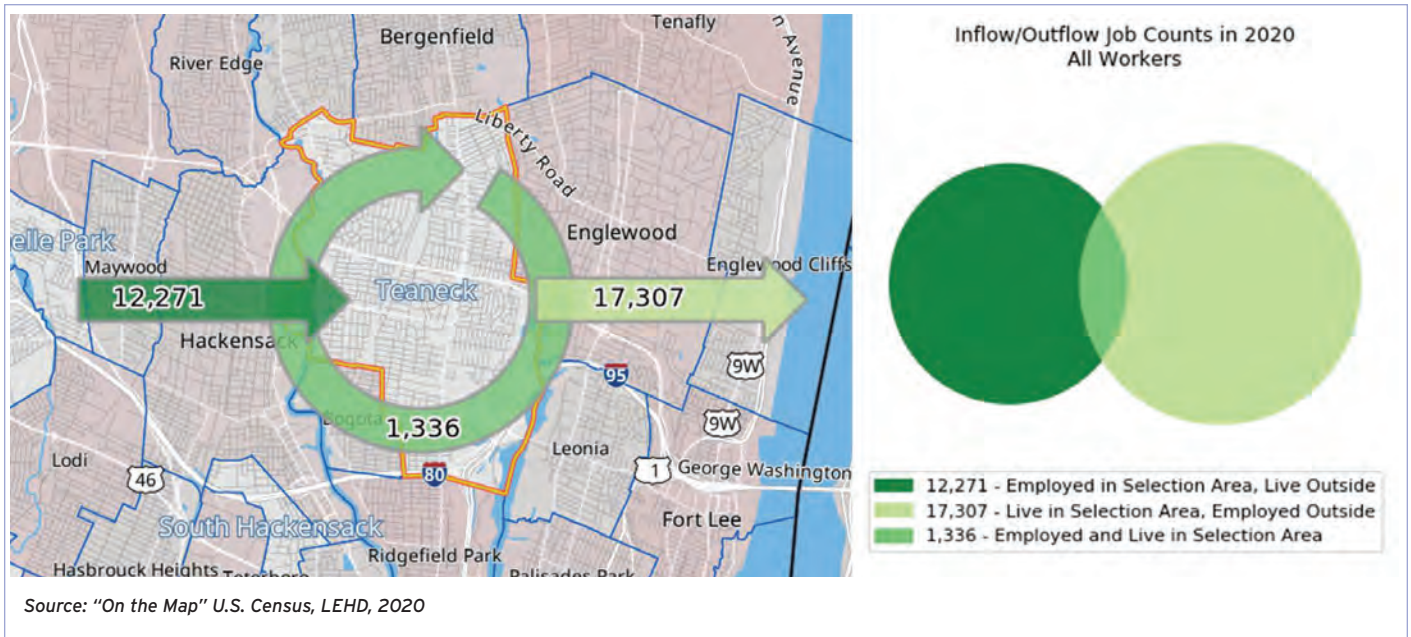 Tenafly
n Avenue
Bergenfield
River Edge
Liberty Road
Englewood
elle Park
Maywood
Englewood Cliffs
Teaneck
12,271
17,307
Hackensack
9W
95
Bogota
1,336
9W
Leonia
Lodi
46
80
1
George Washington
South Hackensack
Fort Lee
Ridgefield Park
Hasbrouck Heights
Teterboro
Palisades Park
Inflow/Outflow Job Counts in 2020
All Workers
12,271 - Employed in Selection Area, Live Outside
17,307 - Live in Selection Area, Employed Outside
1,336 - Employed and Live in Selection Area
Source: “On the Map” U.S. Census, LEHD, 2020